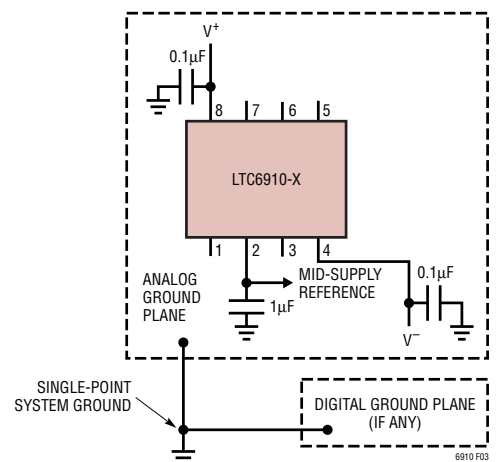 V+
0.1µF
8
7
6
5
LTC6910-X
1
2
3
4
ANALOG
GROUND
PLANE
MID-SUPPLY
REFERENCE
1µF
0.1µF
V–
SINGLE-POINT
SYSTEM GROUND
DIGITAL GROUND PLANE
(IF ANY)
6910 F03